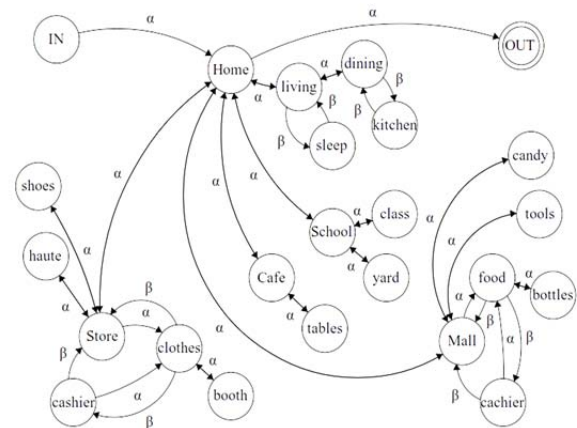 α
α
IN
OUT
Home
dining
α
living
α
β
β
kitchen
β
β
sleep
candy
α
α
α
shoes
α
class
tools
α
haute
α
School
α
food
α
α
yard
α
bottles
Cafe
β
α
Store
α
clothes
α
tables
Mall
α
β
β
α
β
α
booth
α
β
cashier
α
β
cachier
β